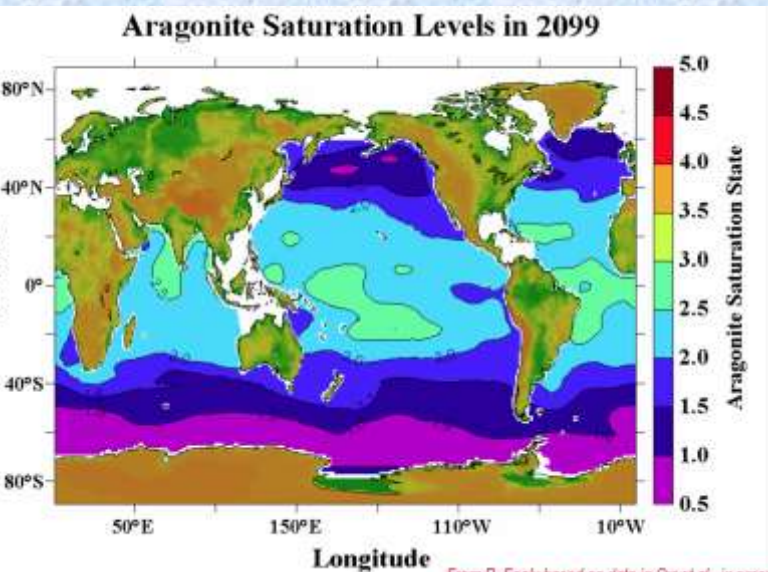 Aragonite Saturation Levels in 2099
80°N
40°N
0°
40°S
80°S
50°E
150°E
110°W
10°W
Longitude
5.0
4.5
4.0
3.5
3.0
2.5
2.0
1.5
1.0
0.5
Aragonite Saturation State